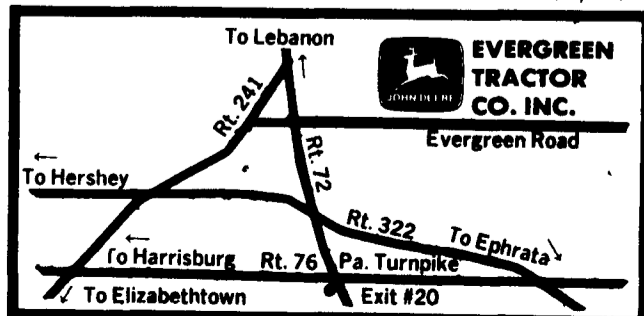 To Lebanon
EVERGREEN
TRACTOR
CO. INC.
JOHN DEERE
Rt. 241
Evergreen Road
Rt. 72
To Hershey
Rt. 322
To Ephrata
To Harrisburg
Rt. 76
Pa. Turnpike
To Elizabethtown
Exit #20